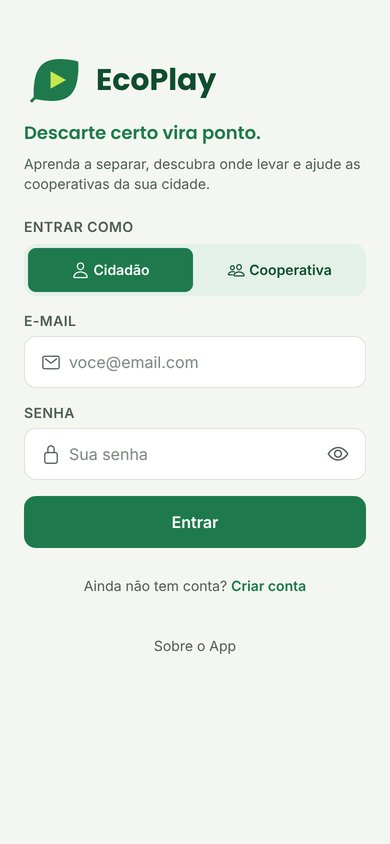 EcoPlay
Descarte certo vira ponto.
Aprenda a separar, descubra onde levar e ajude as
cooperativas da sua cidade.
ENTRAR COMO
Cidadão Cooperativa
E-MAIL
voce@email.com
SENHA
Sua senha
Entrar
Ainda não tem conta? Criar conta
Sobre o App